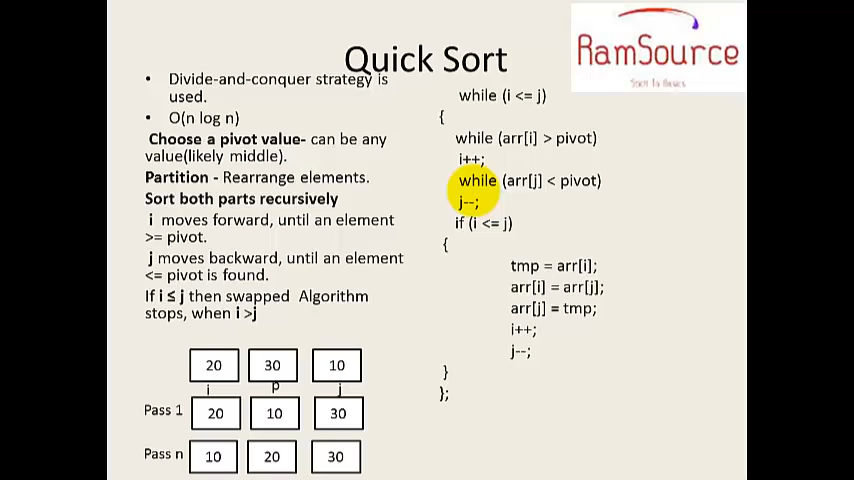 Quick Sort
RamSource
• Divide-and-conquer strategy is
used.
• O(n log n)
Choose a pivot value- can be any
value(likely middle).
Partition - Rearrange elements.
Sort both parts recursively
i moves forward, until an element
>= pivot.
j moves backward, until an element
<= pivot is found.
If i ≤ j then swapped Algorithm
stops, when i >j
while (i <= j)
{
while (arr[i] > pivot)
i++;
while (arr[j] < pivot)
j--;
if (i <= j)
{
tmp = arr[i];
arr[i] = arr[j];
arr[j] = tmp;
i++;
j--;
}
};
20 30 10
i p j
Pass 1 20 10 30
Pass n 10 20 30